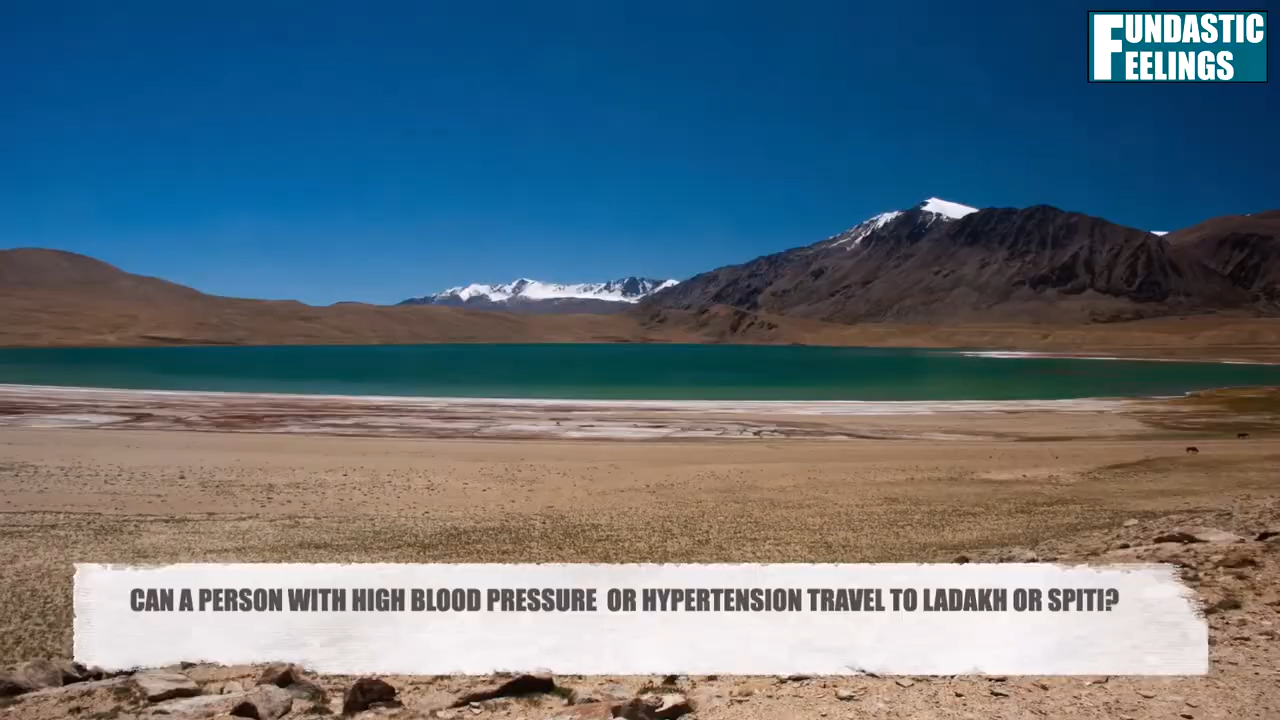 FUNDASTIC
FEELINGS
CAN A PERSON WITH HIGH BLOOD PRESSURE OR HYPERTENSION TRAVEL TO LADAKH OR SPITI?